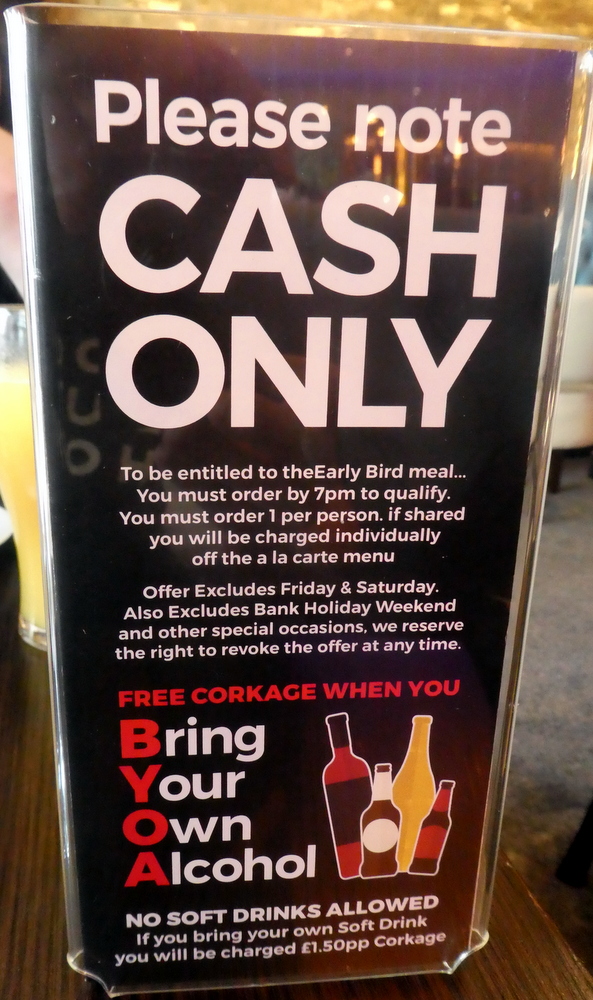 Please note
CASH
ONLY
To be entitled to theEarly Bird meal...
You must order by 7pm to qualify.
You must order 1 per person. if shared
you will be charged individually
off the a la carte menu
Offer Excludes Friday & Saturday.
Also Excludes Bank Holiday Weekend
and other special occasions, we reserve
the right to revoke the offer at any time.
FREE CORKAGE WHEN YOU
Bring
Your
Own
Alcohol
NO SOFT DRINKS ALLOWED
If you bring your own Soft Drink
you will be charged £1.50pp Corkage